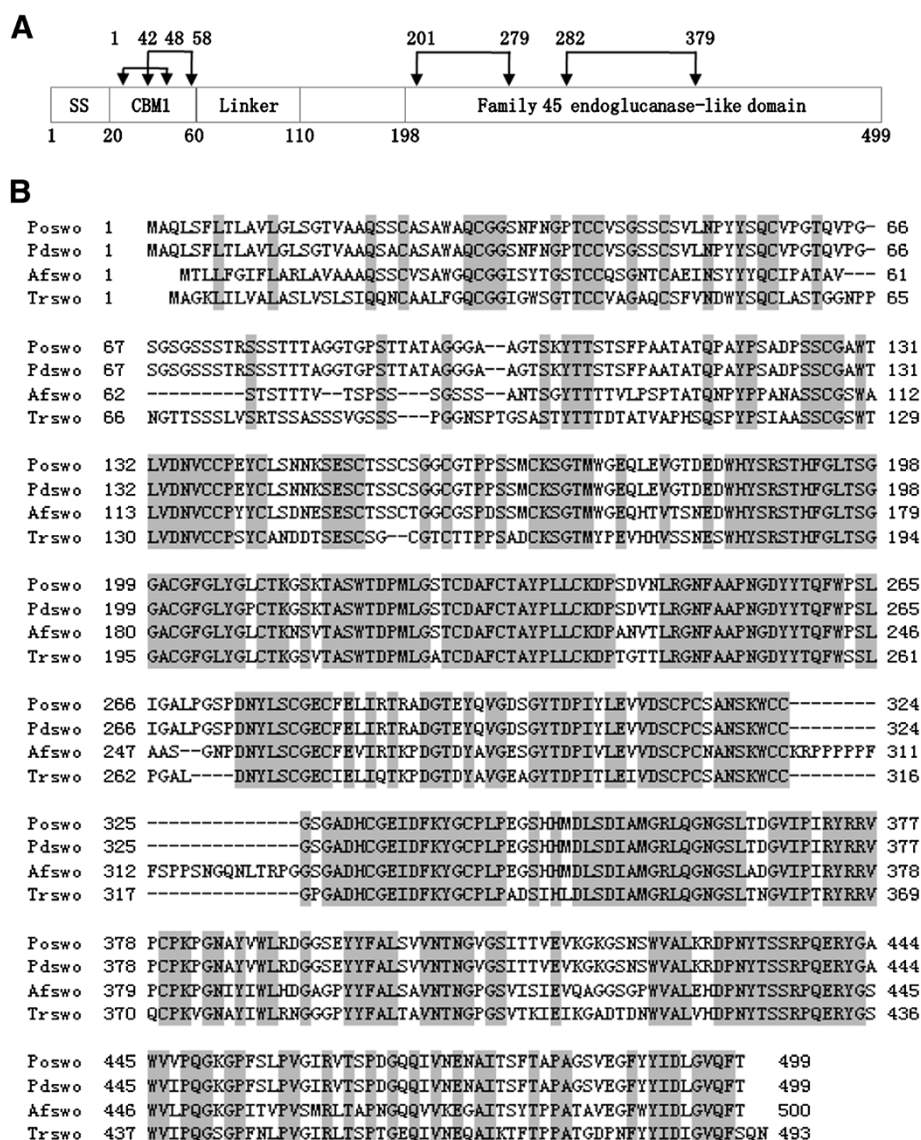 A
1 42 48 58 201 279 282 379
SS CBM1 Linker Family 45 endoglucanase-like domain
1 20 60 110 198 499
B
Poswo 1 MAQLSFLTLAVLGLSGTVAAQSSCASAWAQCGGSNFNGPTCCVSGSSCSVLNPYYSQCVPGTQVPG- 66
Pdswo 1 MAQLSFLTLAVLGLSGTVAAQSACASAWAQCGGSNFNGPTCCVSGSSCSVLNPYYSQCVPGTQVPG- 66
Afswo 1 MTLLFGIFLARLAVAAAQSSCVSAWGQCGGISYTGSTCCQSGNTCAEINSYYYQCIPATAV--- 61
Trswo 1 MAGKLILVALASLVSLSIQQNCAALFGQCGGIGWSGTTCCVAGAQCSFVNDWYSQCLASTGGNPP 65
Poswo 67 SGSGSSSTRSSSTTTAGGTGPSTTATAGGGA--AGTSKYTTTSTSFPAATATQPAYPSADPSSCGAWT 131
Pdswo 67 SGSGSSSTRSSSTTTAGGTGPSTTATAGGGA--AGTSKYTTTSTSFPAATATQPAYPSADPSSCGAWT 131
Afswo 62 ---------STSTTTV--TSPSS---SGSSS--ANTSGYTTTTTVLPSPTATQNPYPPANASSCGSWA 112
Trswo 66 NGTTSSSLVSRTSSASSSVGSSS---PGGNSPTGSASTYTTTDTATVAPHSQSPYPSIAASSCGSWT 129
Poswo 132 LVDNVCCPEYCLSNNKSESCTSSCSGGCGTPPSSMCKSGTMWGEQLEVGTDEDWHYSRSTHFGLTSG 198
Pdswo 132 LVDNVCCPEYCLSNNKSESCTSSCSGGCGTPPSSMCKSGTMWGEQLEVGTDEDWHYSRSTHFGLTSG 198
Afswo 113 LVDNVCCPYYCLSDNESESCTSSCTGGCGSPDSSMCKSGTMWGEQHTVTSNEDWHYSRSTHFGLTSG 179
Trswo 130 LVDNVCCPSYCANDDTSESCSG--CGTCTTPPSADCKSGTMYPEVHHVSSNESWHYSRSTHFGLTSG 194
Poswo 199 GACGFGLYGLCTKGSKTASWTDPMLGSTCDAFCTAYPLLCKDPSDVNLRGNFAAPNGDYYTQFWPSL 265
Pdswo 199 GACGFGLYGPCTKGSKTASWTDPMLGSTCDAFCTAYPLLCKDPSDVTLRGNFAAPNGDYYTQFWPSL 265
Afswo 180 GACGFGLYGLCTKNSVTASWTDPMLGSTCDAFCTAYPLLCKDPANVTLRGNFAAPNGDYYTQFWPSL 246
Trswo 195 GACGFGLYGLCTKGSVTASWTDPMLGATCDAFCTAYPLLCKDPTGTTLRGNFAAPNGDYYTQFWSSL 261
Poswo 266 IGALPGSPDNYLSCGECFELIRTRADGTEYQVGDSGYTDPIYLEVVDSCPCSANSKWCC-------- 324
Pdswo 266 IGALPGSPDNYLSCGECFELIRTKPDGTEYQVGDSGYTDPIYLEVVDSCPCSANSKWCC-------- 324
Afswo 247 AAS--GNPDNYLSCGECFEVIRTKPDGTDYAVGESGYTDPIVLEVVDSCPCNANSKWCCKRPPPPPF 311
Trswo 262 PGAL----DNYLSCGECIELIQTKPDGTDYAVGEAGYTDPITLEIVDSCPCSANSKWCC-------- 316
Poswo 325 --------------GSGADHCGEIDFKYGCPLPEGSHHMDLSDIAMGRLQGNGSLTDGVIPIRYRRV 377
Pdswo 325 --------------GSGADHCGEIDFKYGCPLPEGSHHMDLSDIAMGRLQGNGSLTDGVIPIRYRRV 377
Afswo 312 FSPPSNGQNLTRPGGSGADHCGEIDFKYGCPLPEGSHHMDLSDIAMGRLQGNGSLADGVIPIRYRRV 378
Trswo 317 --------------GPGADHCGEIDFKYGCPLPADSIHLDLSDIAMGRLQGNGSLTNGVIPTRYRRV 369
Poswo 378 PCPKPGNAYVWLRDGGSEYYFALSVVNTNGVGSITTVEVKGKGSNSWVALKRDPNYTSSRPQERYGA 444
Pdswo 378 PCPKPGNAYVWLRDGGSEYYFALSVVNTNGVGSITTVEVKGKGSNSWVALKRDPNYTSSRPQERYGA 444
Afswo 379 PCPKPGNIYIWLHDGAGPYYFALSAVNTNGPGSVISIEVQAGGSGPWVALEHDPNYTSSRPQERYGS 445
Trswo 370 QCPKVGNAYIWLRNGGGPYYFALTAVNTNGPGSVTKIEIKGADTDNWVALVHDPNYTSSRPQERYGS 436
Poswo 445 WVVPQGKGPFSLPVGIRVTSPDGQQIVNENAITSFTAPAGSVEGFYYIDLGVQFT 499
Pdswo 445 WVIPQGKGPFSLPVGIRVTSPDGQQIVNENAITSFTAPAGSVEGFYYIDLGVQFT 499
Afswo 446 WVLPQGKGPITVPVSMRLTAPNGQQVVKEGAITSYTPPATAVEGFWYIDLGVQFT 500
Trswo 437 WVIPQGSGPFNLPVGIRLTSPTGEQIVNEQAIKTFTPPATGDPNFYYIDLGVQFSQN 493